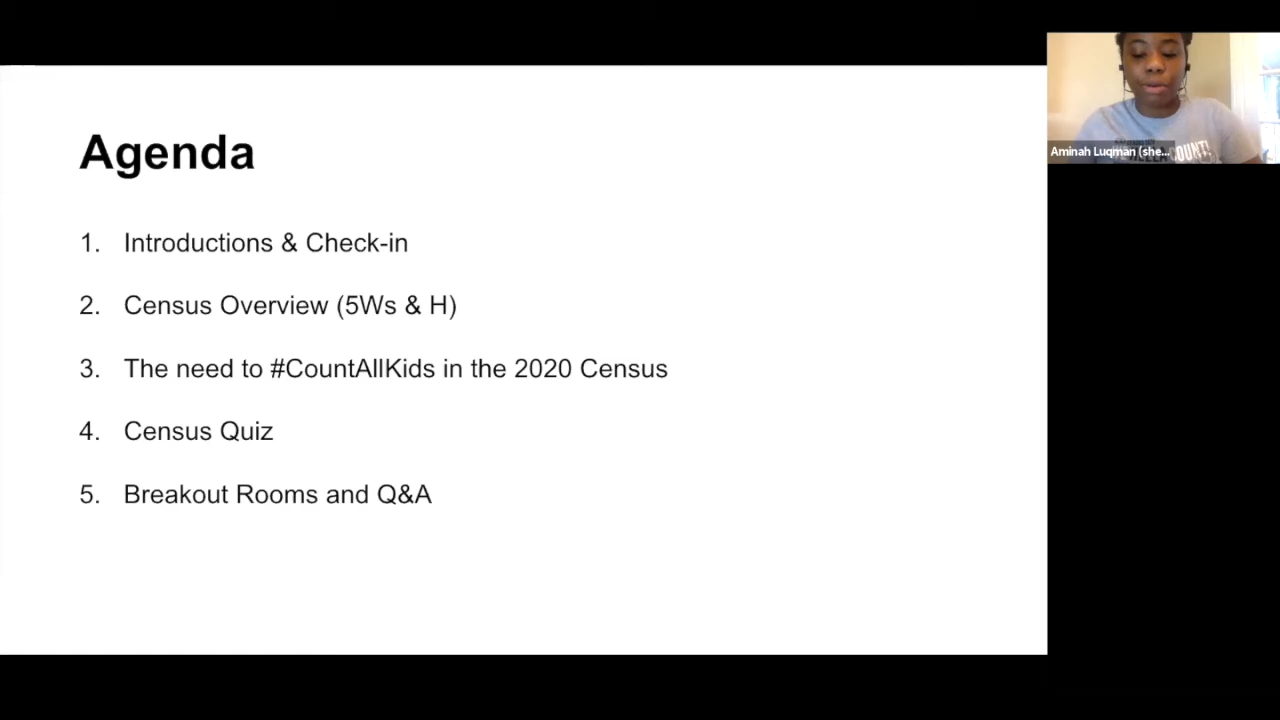 Agenda
1. Introductions & Check-in
2. Census Overview (5Ws & H)
3. The need to #CountAllKids in the 2020 Census
4. Census Quiz
5. Breakout Rooms and Q&A
Aminah Luqman (she...
COUNT!